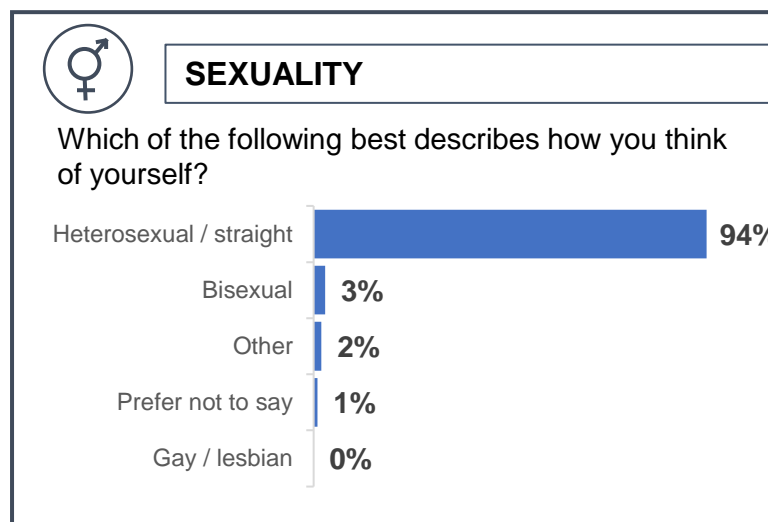 SEXUALITY
Which of the following best describes how you think
of yourself?
Heterosexual / straight 94%
Bisexual 3%
Other 2%
Prefer not to say 1%
Gay / lesbian 0%